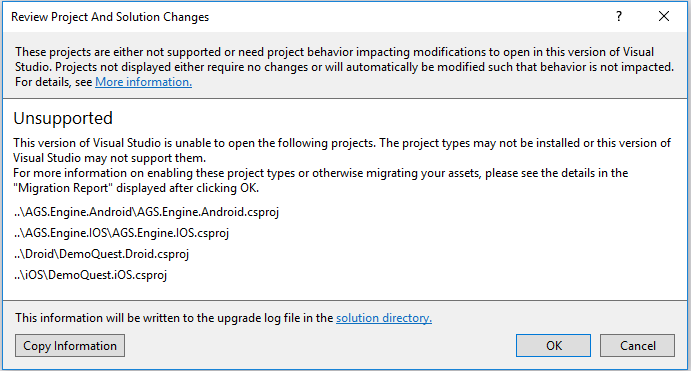 Review Project And Solution Changes
?
These projects are either not supported or need project behavior impacting modifications to open in this version of Visual
Studio. Projects not displayed either require no changes or will automatically be modified such that behavior is not impacted.
For details, see More information.
Unsupported
This version of Visual Studio is unable to open the following projects. The project types may not be installed or this version of
Visual Studio may not support them.
For more information on enabling these project types or otherwise migrating your assets, please see the details in the
"Migration Report" displayed after clicking OK.
..\AGS.Engine.Android\AGS.Engine.Android.csproj
..\AGS.Engine.IOS\AGS.Engine.IOS.csproj
..\Droid\DemoQuest.Droid.csproj
..\iOS\DemoQuest.iOS.csproj
This information will be written to the upgrade log file in the solution directory.
Copy Information
OK
Cancel